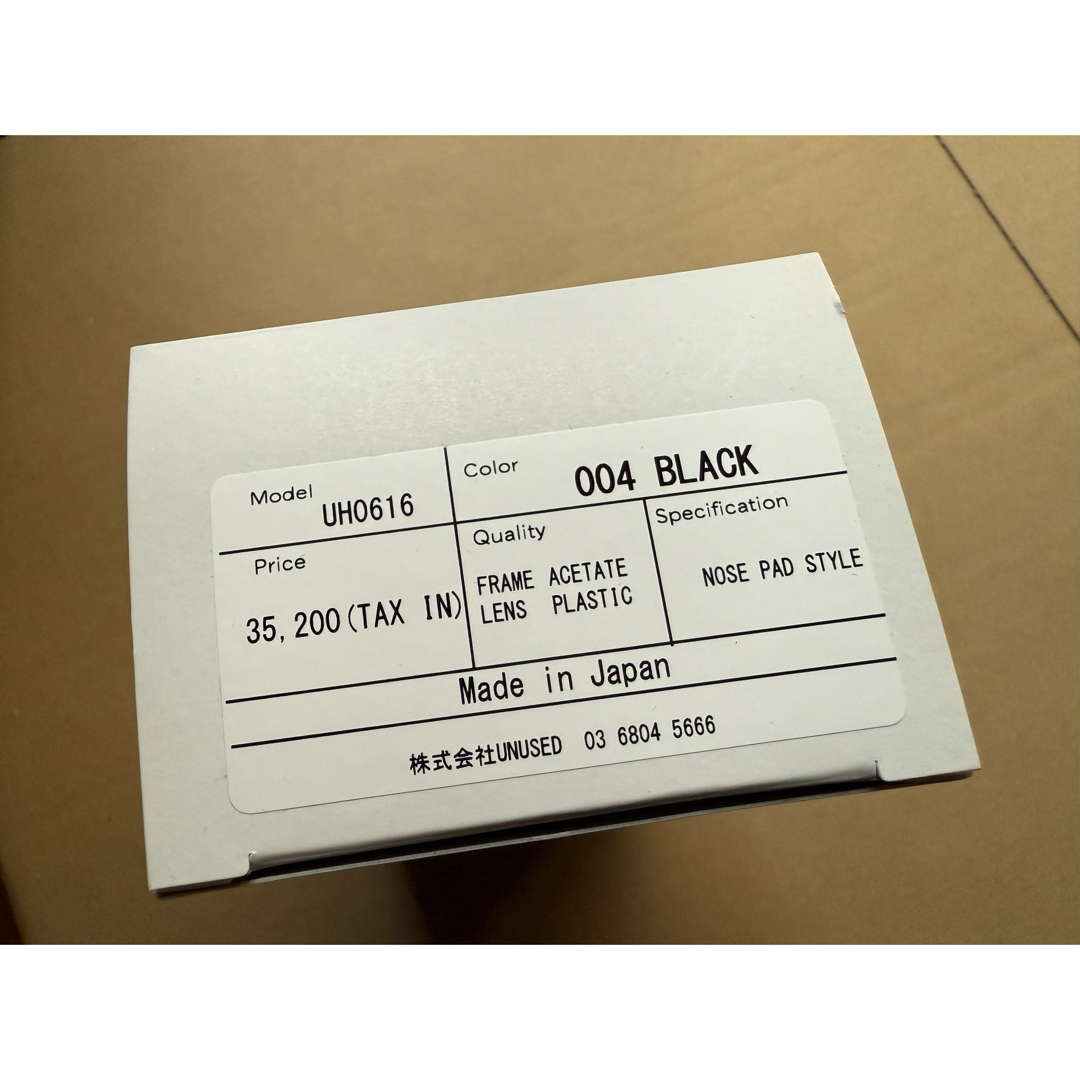 Model
UH0616
Color
004 BLACK
Price
35,200(TAX IN)
Quality
FRAME ACETATE
LENS PLASTIC
Specification
NOSE PAD STYLE
Made in Japan
株式会社UNUSED 03 6804 5666